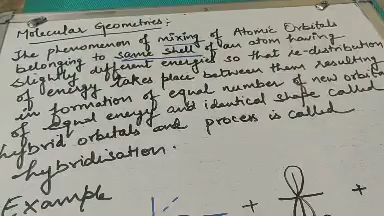 Molecular Geometries:
The phenomenon of mixing of Atomic Orbitals
belonging to same shell of an atom having
slightly different energies so that re-distribution
of energy takes place between them resulting
in formation of equal number of new orbit
of equal energy and identical shape called
hybrid orbitals and process is called
hybridisation.
Example
+ +